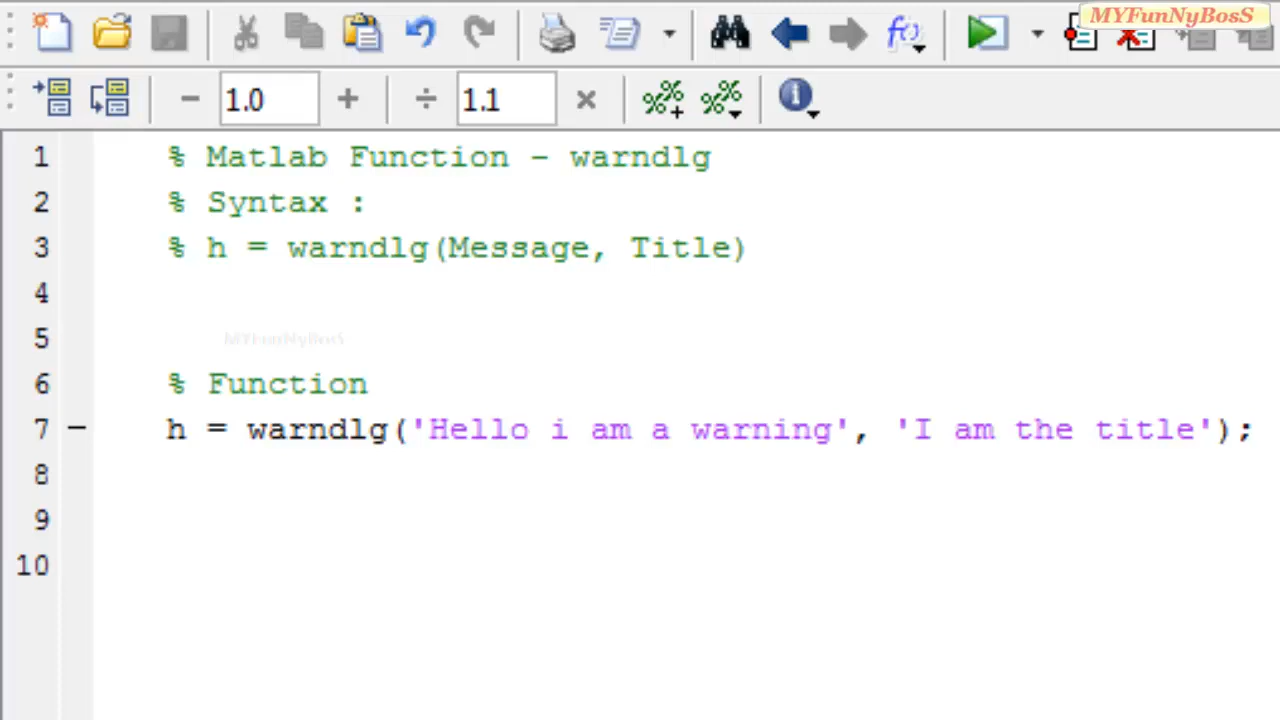 MYFunNyBosS
1.0
1.1
1 % Matlab Function - warndlg
2 % Syntax :
3 % h = warndlg(Message, Title)
4
5
MYFunNyBosS
6 % Function
7 h = warndlg('Hello i am a warning', 'I am the title');
8
9
10